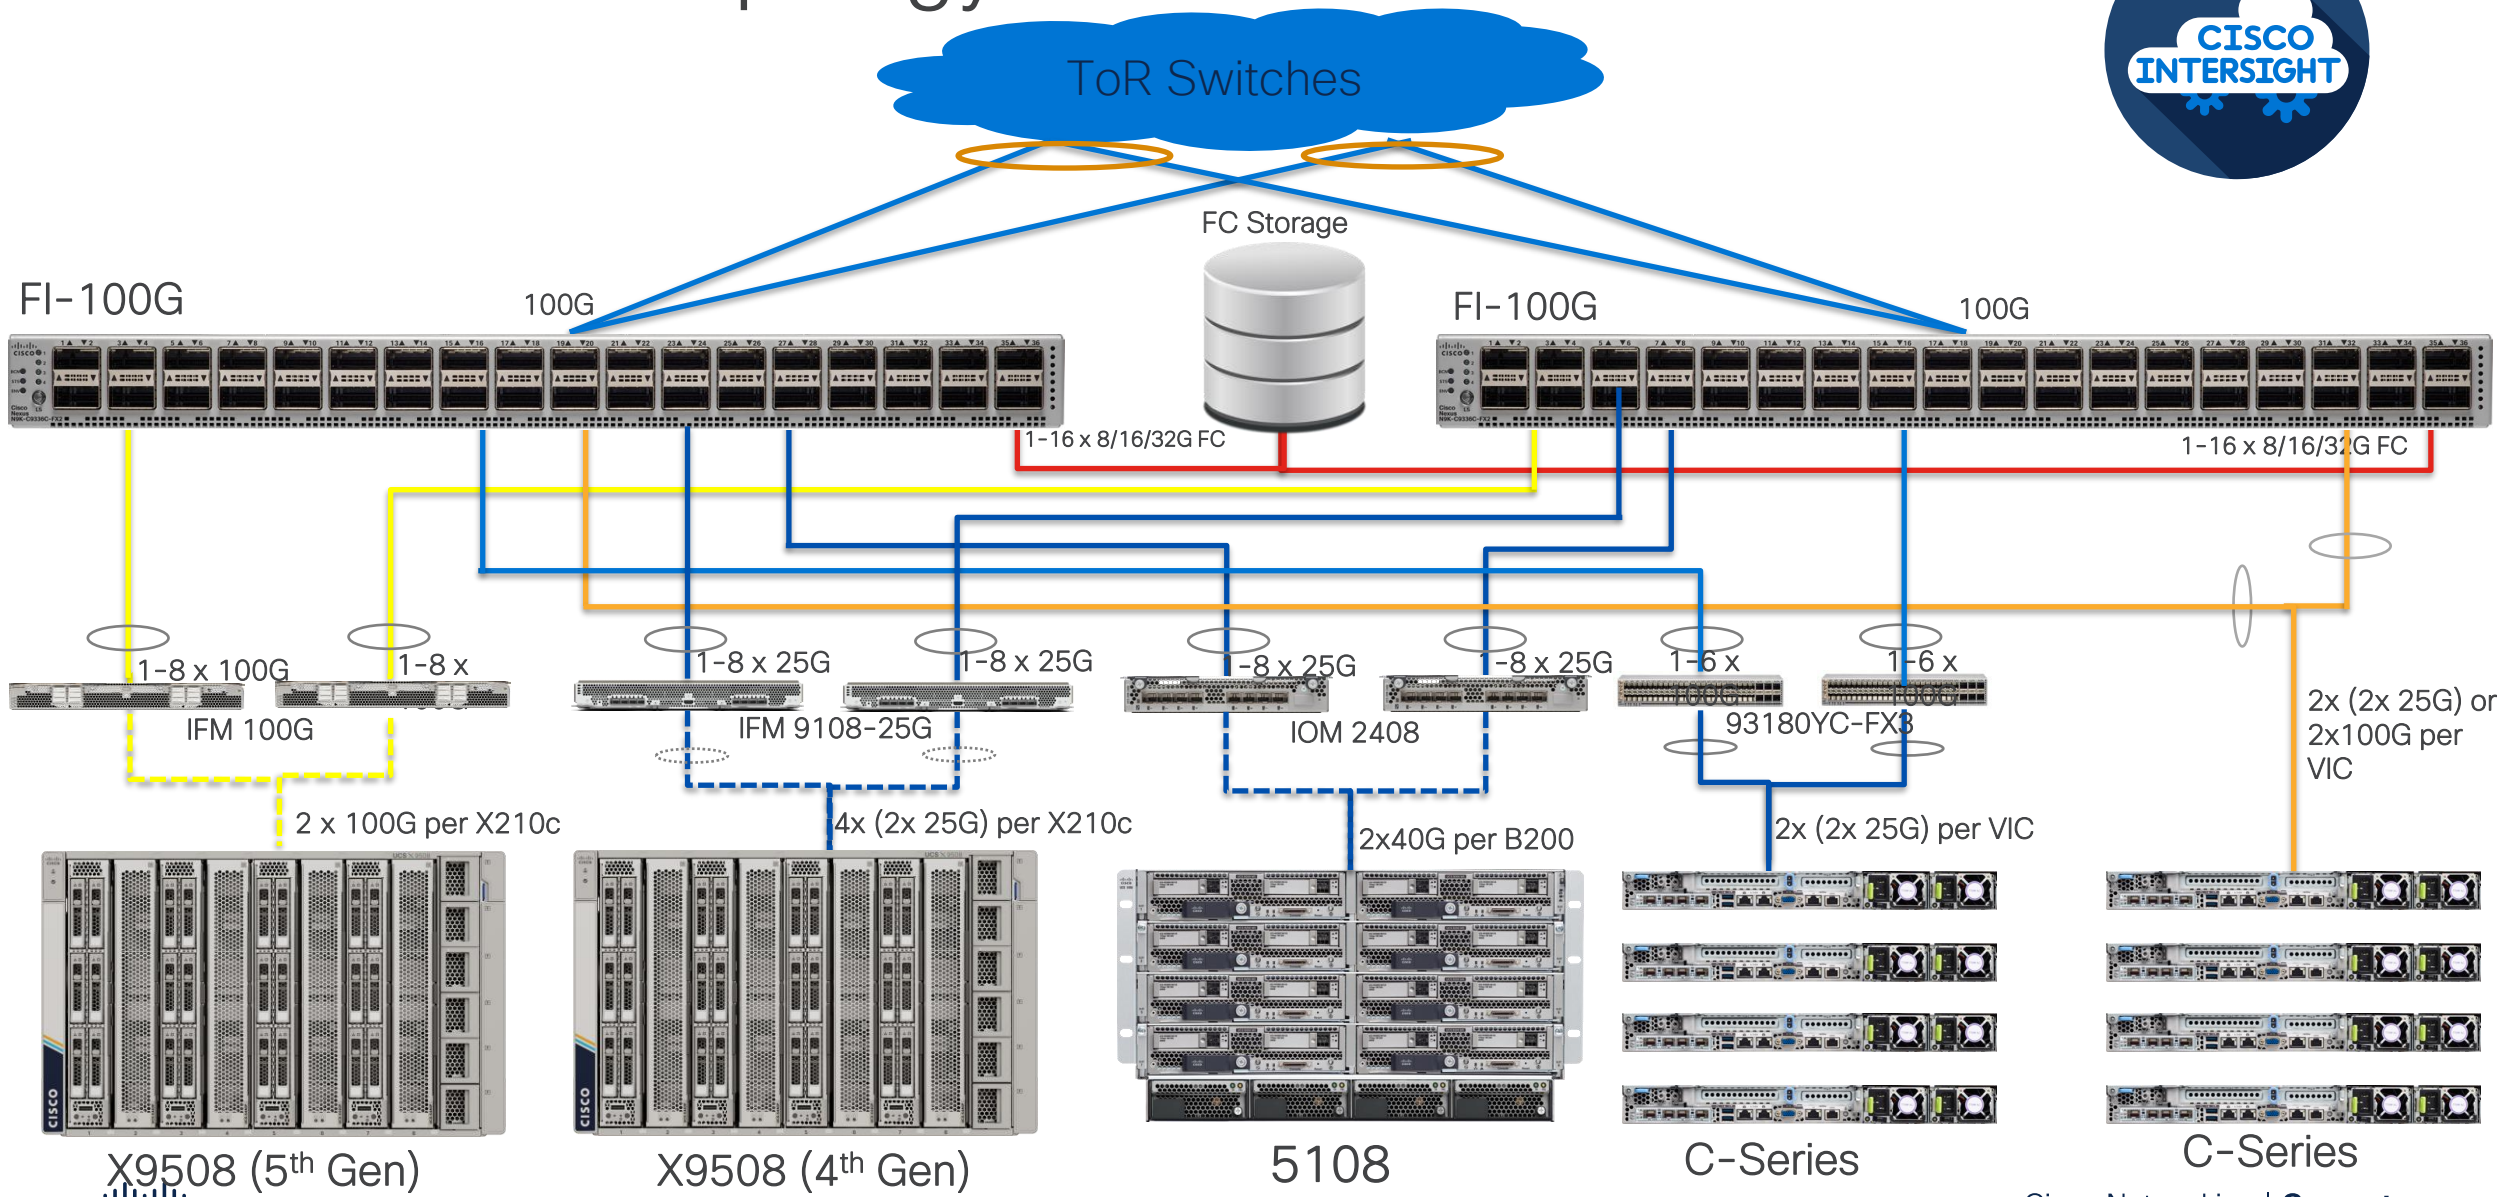 ToR Switches
CISCO
INTERSIGHT
FC Storage
FI-100G
100G
FI-100G
100G
1-16 x 8/16/32G FC
1-16 x 8/16/32G FC
1-8 x 100G
1-8 x
1-8 x 25G
1-8 x 25G
1-8 x 25G
1-8 x 25G
1-6 x
100G
1-6 x
100G
IFM 100G
IFM 9108-25G
IOM 2408
93180YC-FX3
2x (2x 25G) or
2x100G per
VIC
2 x 100G per X210c
4x (2x 25G) per X210c
2x40G per B200
2x (2x 25G) per VIC
CISCO
CISCO
X9508 (5th Gen)
X9508 (4th Gen)
5108
C-Series
C-Series